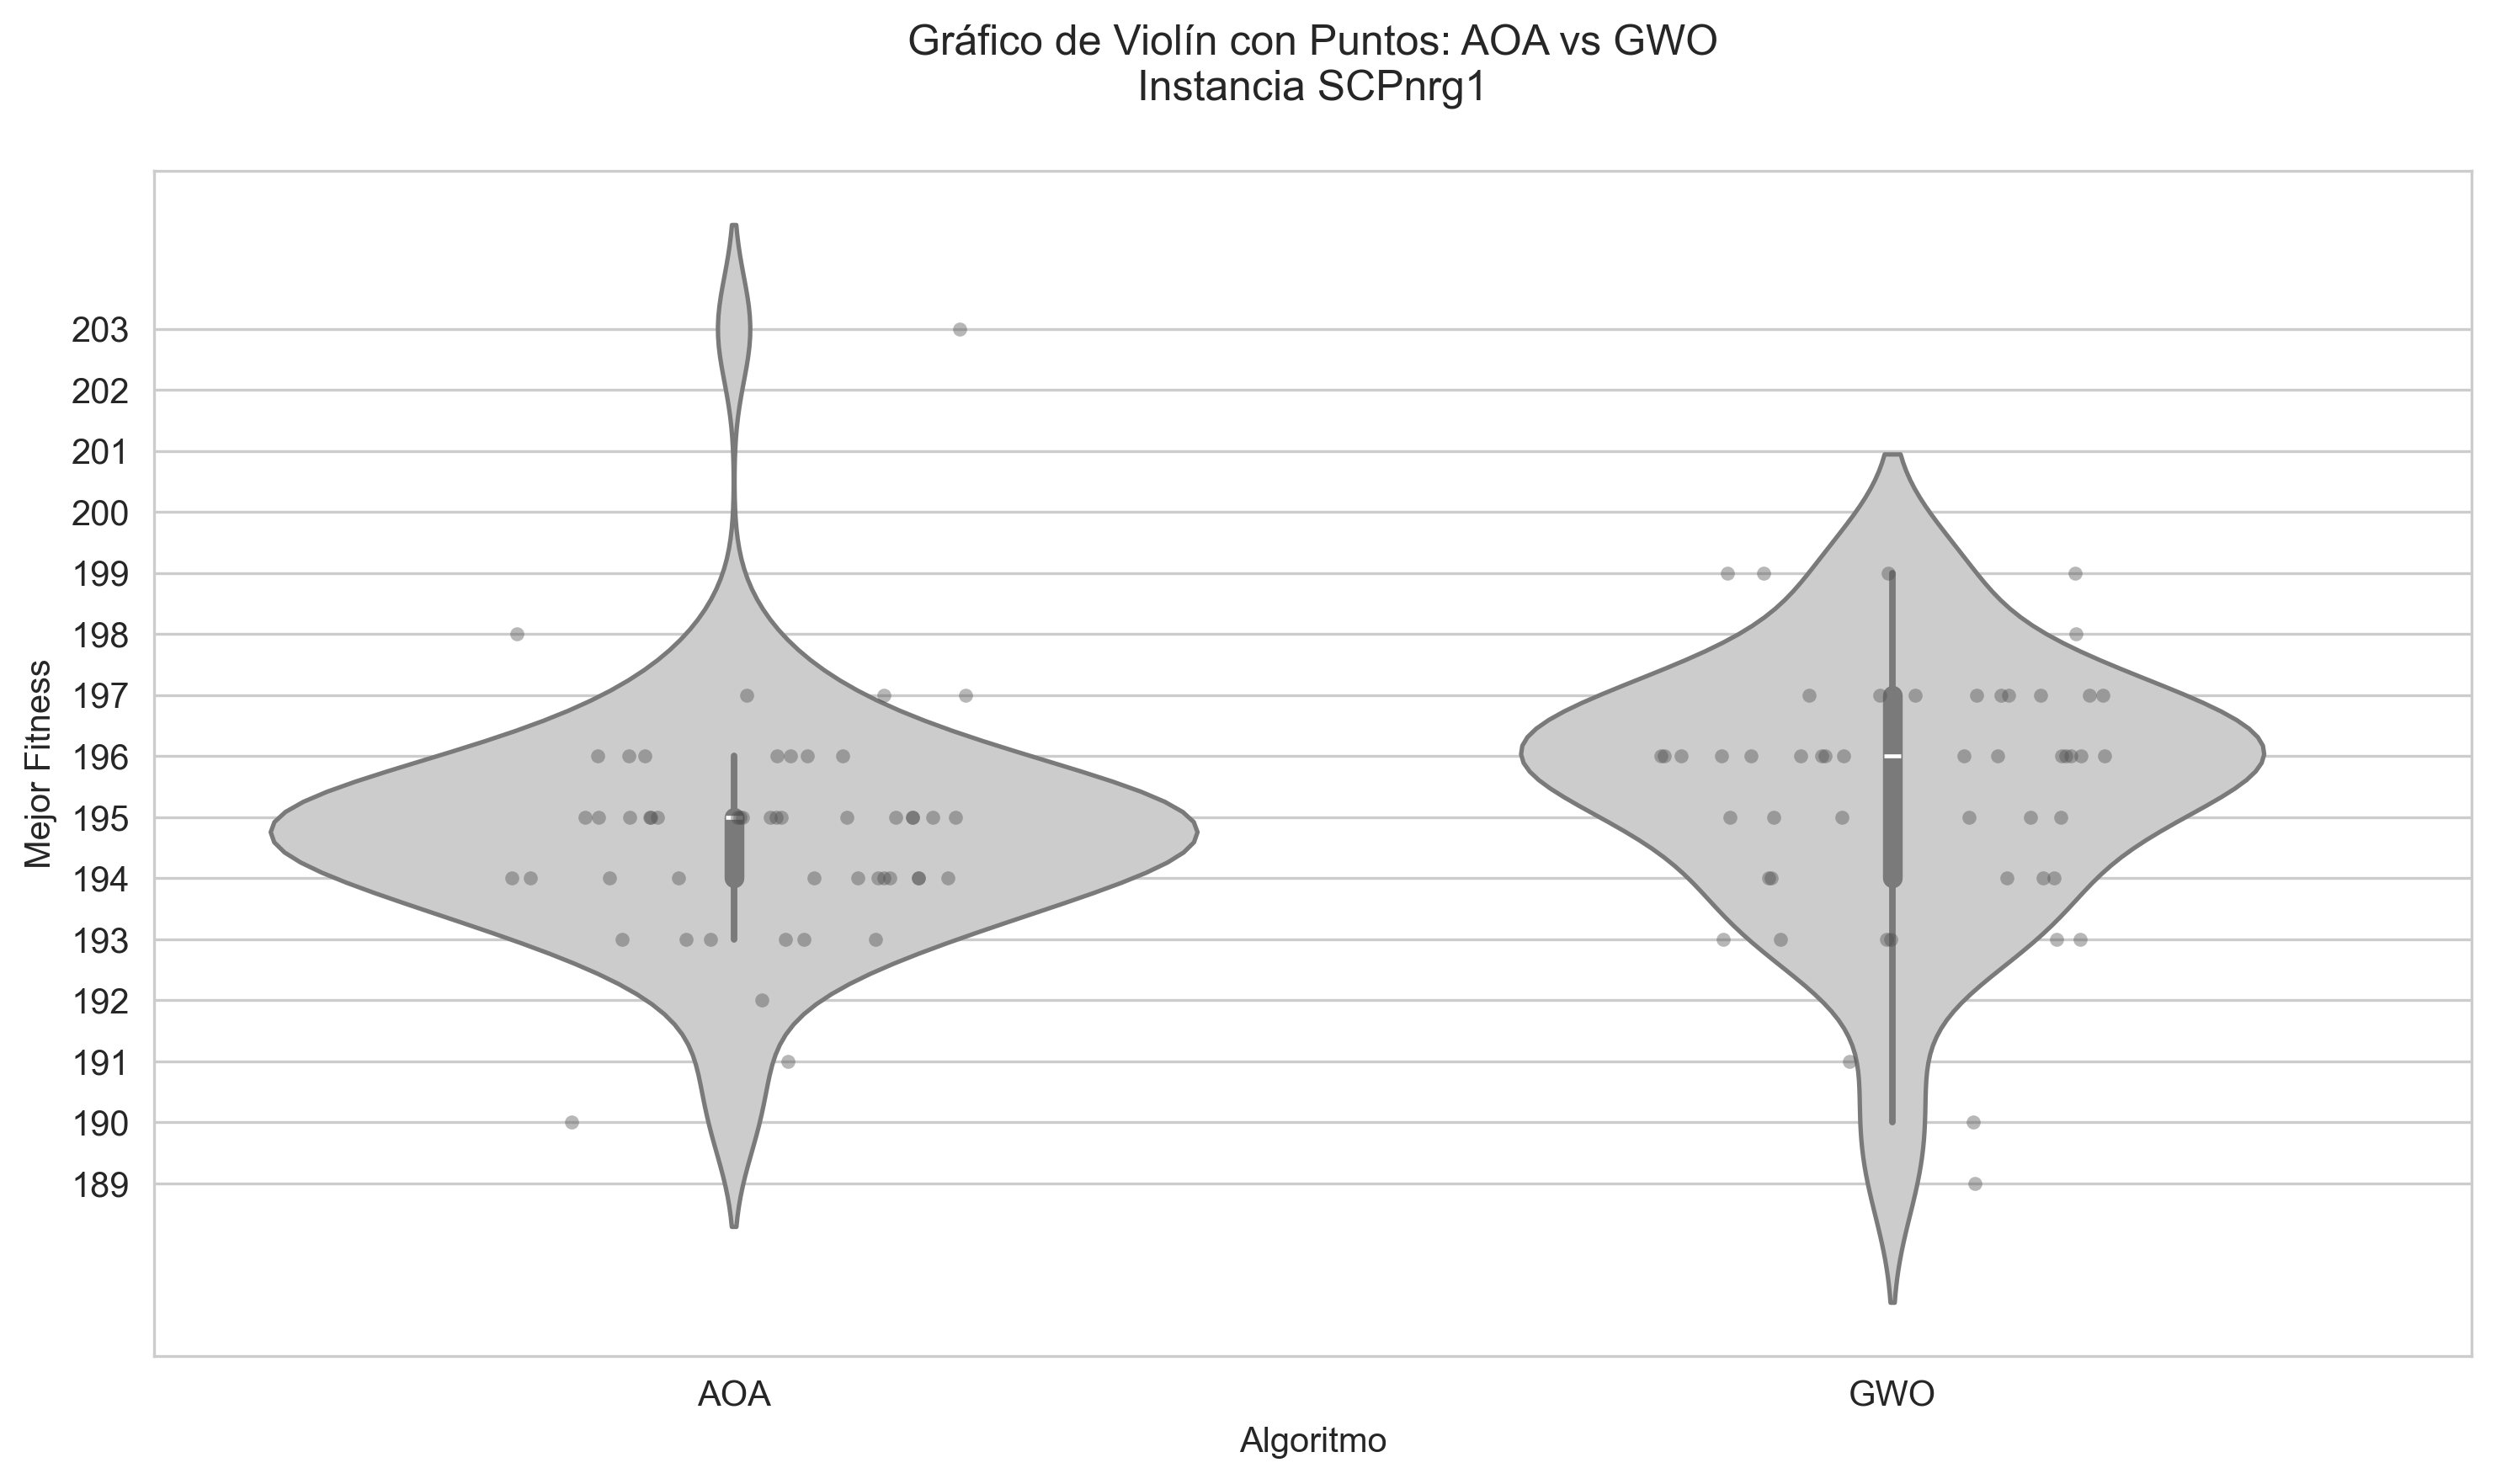 Gráfico de Violín con Puntos: AOA vs GWO
Instancia SCPnrg1
203
202
201
200
199
198
197
196
195
194
193
192
191
190
189
Mejor Fitness
AOA
GWO
Algoritmo